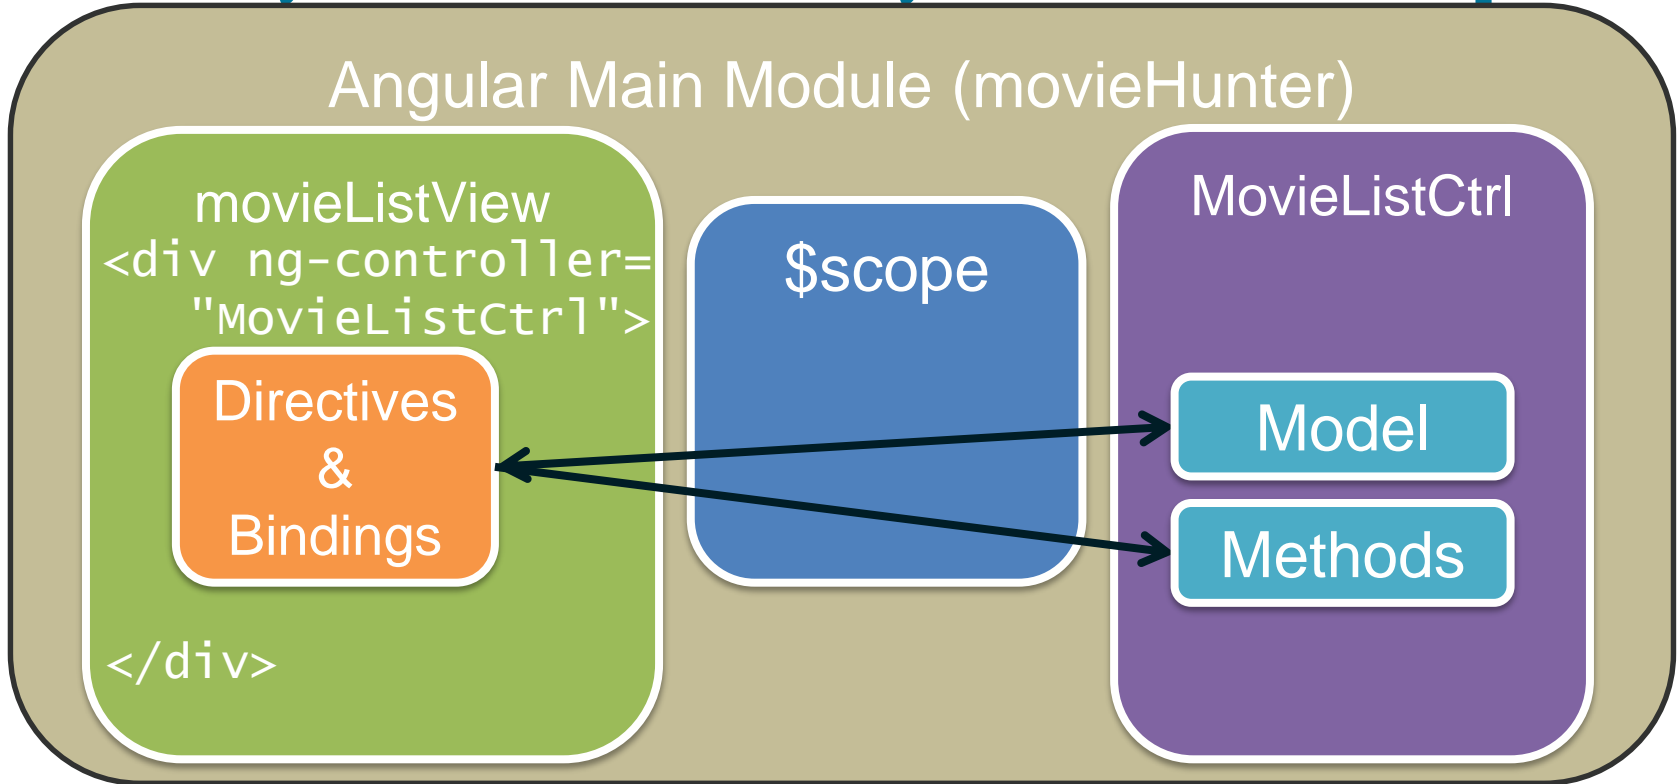 Angular Main Module (movieHunter)
movieListView
<div ng-controller=
"MovieListCtrl">
Directives
&
Bindings
</div>
$scope
MovieListCtrl
Model
Methods